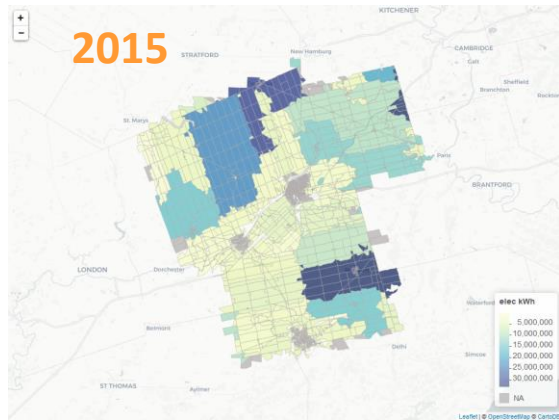 +
−
2015
KITCHENER
STRATFORD
New Hamburg
CAMBRIDGE
Galt
Sheffield
Branchton
St. Marys
Paris
BRANTFORD
LONDON
Dorchester
Belmont
Delhi
Simcoe
ST THOMAS
Aylmer
elec kWh
5,000,000
10,000,000
15,000,000
20,000,000
25,000,000
30,000,000
NA
Leaflet | © OpenStreetMap ©